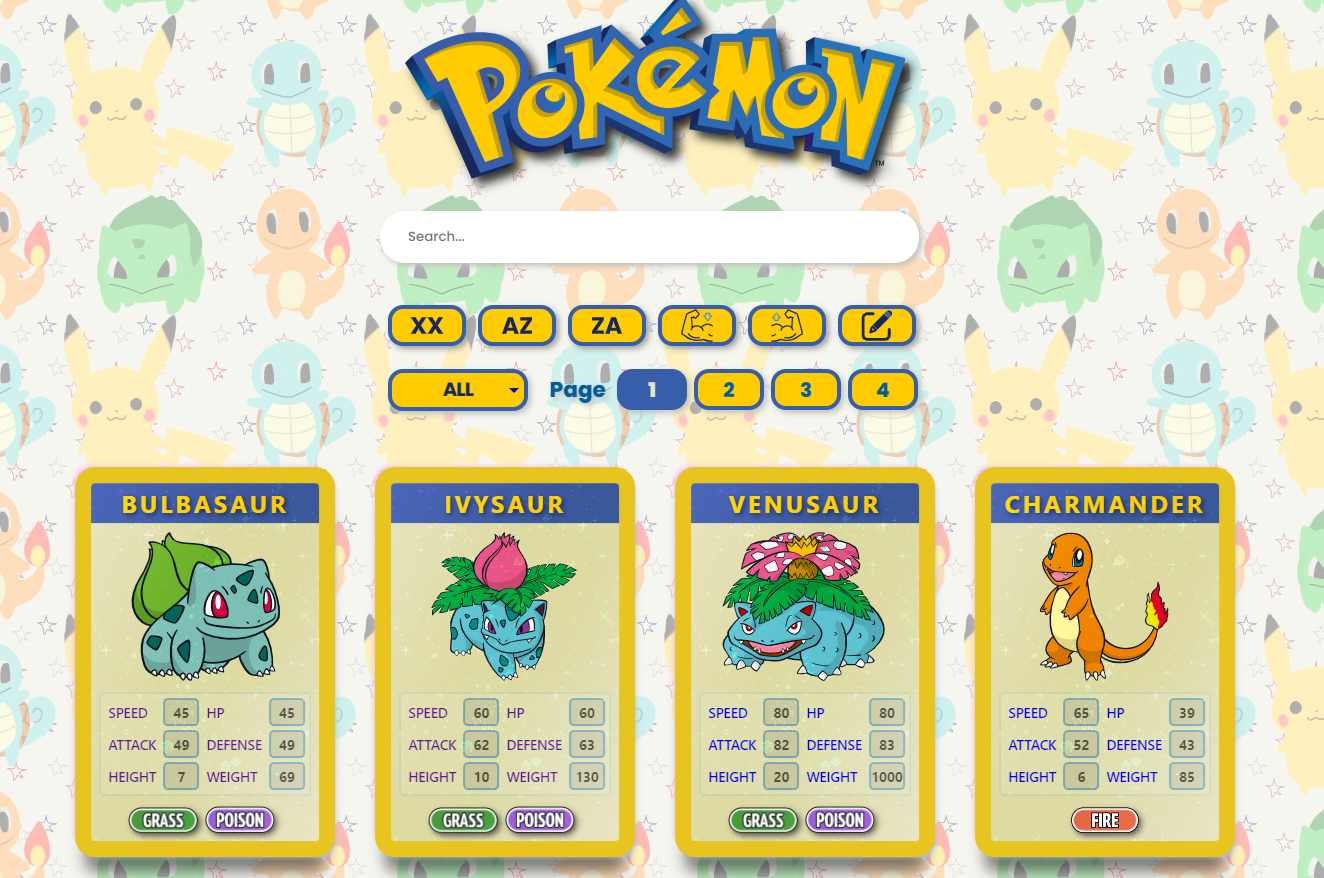 POKéMON
TM
Search...
XX AZ ZA
ALL Page 1 2 3 4
BULBASAUR
SPEED 45 HP 45
ATTACK 49 DEFENSE 49
HEIGHT 7 WEIGHT 69
GRASS POISON
IVYSAUR
SPEED 60 HP 60
ATTACK 62 DEFENSE 63
HEIGHT 10 WEIGHT 130
GRASS POISON
VENUSAUR
SPEED 80 HP 80
ATTACK 82 DEFENSE 83
HEIGHT 20 WEIGHT 1000
GRASS POISON
CHARMANDER
SPEED 65 HP 39
ATTACK 52 DEFENSE 43
HEIGHT 6 WEIGHT 85
FIRE